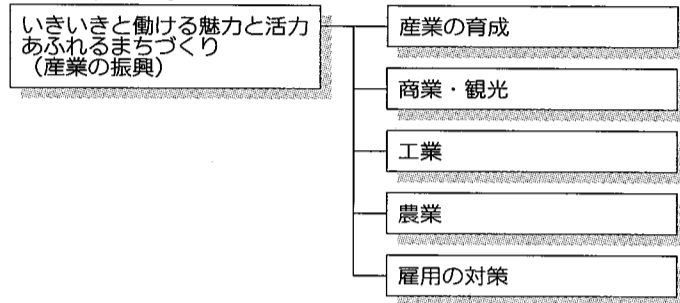 いきいきと働ける魅力と活力
あふれるまちづくり
（産業の振興）
産業の育成
商業・観光
工業
農業
雇用の対策